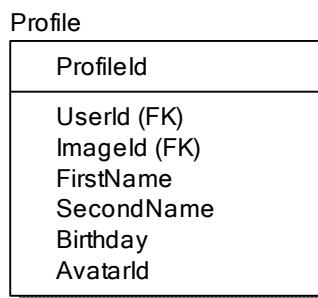 Profile
ProfileId
UserId (FK)
ImageId (FK)
FirstName
SecondName
Birthday
AvatarId